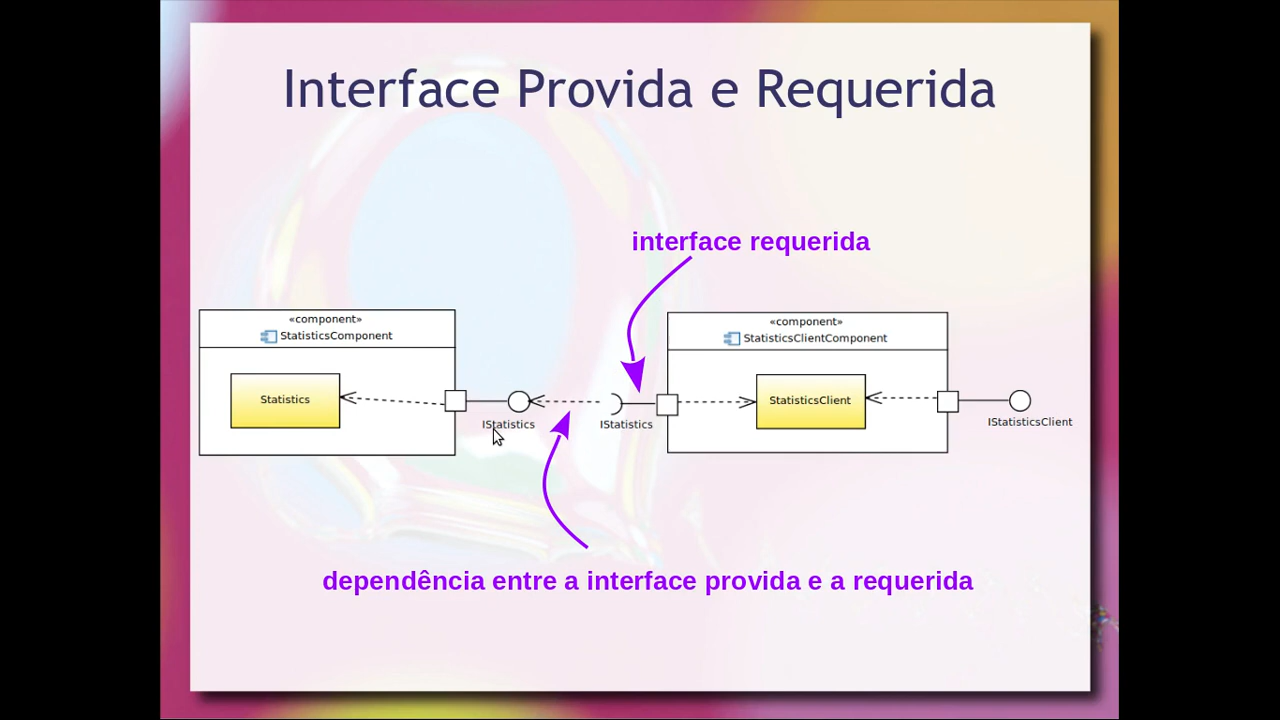 Interface Provida e Requerida
interface requerida
«component»
StatisticsComponent
Statistics
IStatistics
IStatistics
«component»
StatisticsClientComponent
StatisticsClient
IStatisticsClient
dependência entre a interface provida e a requerida